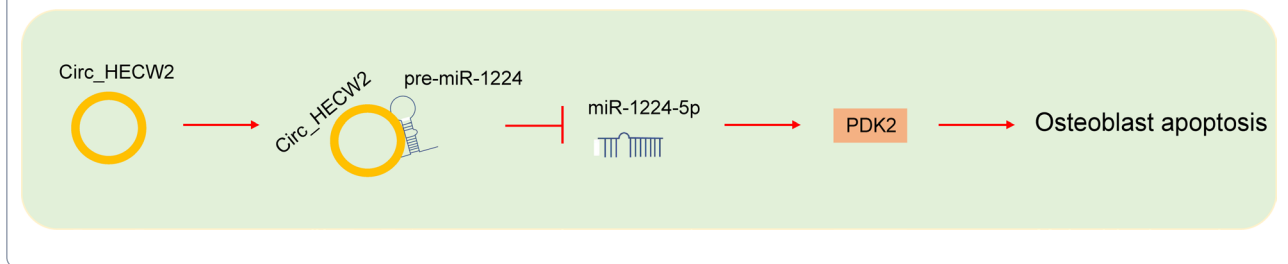 Circ_HECW2
Circ_HECW2
pre-miR-1224
miR-1224-5p
PDK2
Osteoblast apoptosis